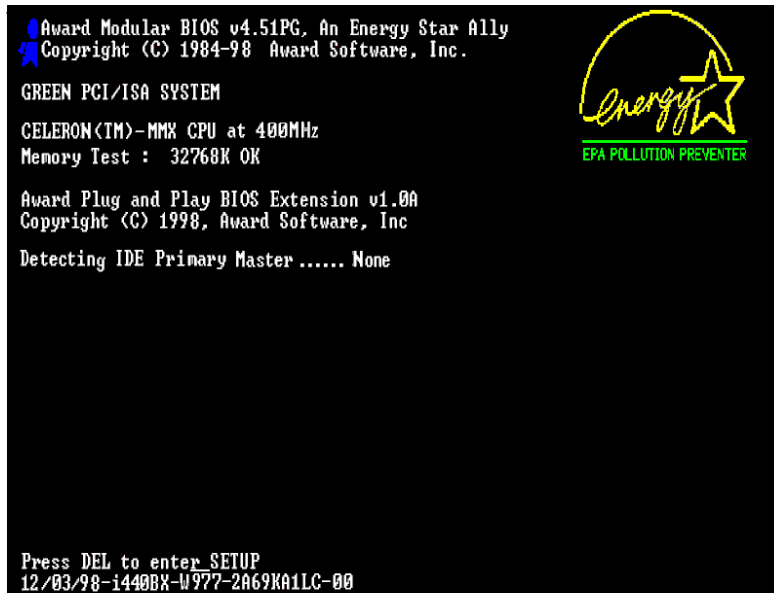 Award Modular BIOS v4.51PG, An Energy Star Ally
Copyright (C) 1984-98 Award Software, Inc.
GREEN PCI/ISA SYSTEM
CELERON(TM)-MMX CPU at 400MHz
Memory Test : 32768K OK
energy
EPA POLLUTION PREVENTER
Award Plug and Play BIOS Extension v1.0A
Copyright (C) 1998, Award Software, Inc
Detecting IDE Primary Master ...... None
Press DEL to enter SETUP
12/03/98-i440BX-W977-2A69KA1LC-00